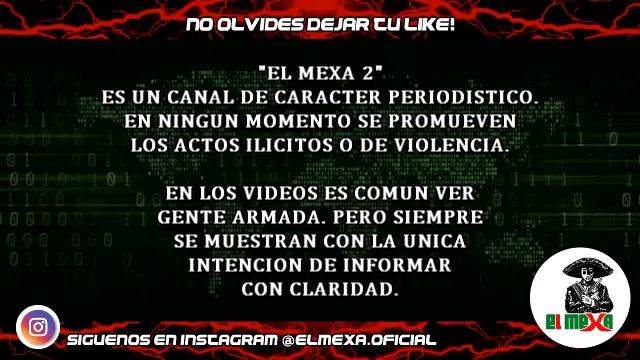 NO OLVIDES DEJAR TU LIKE!
"EL MEXA 2"
ES UN CANAL DE CARACTER PERIODISTICO.
EN NINGUN MOMENTO SE PROMUEVEN
LOS ACTOS ILICITOS O DE VIOLENCIA.
EN LOS VIDEOS ES COMUN VER
GENTE ARMADA. PERO SIEMPRE
SE MUESTRAN CON LA UNICA
INTENCION DE INFORMAR
CON CLARIDAD.
EL MEXA
SIGUENOS EN INSTAGRAM @ELMEXA.OFICIAL